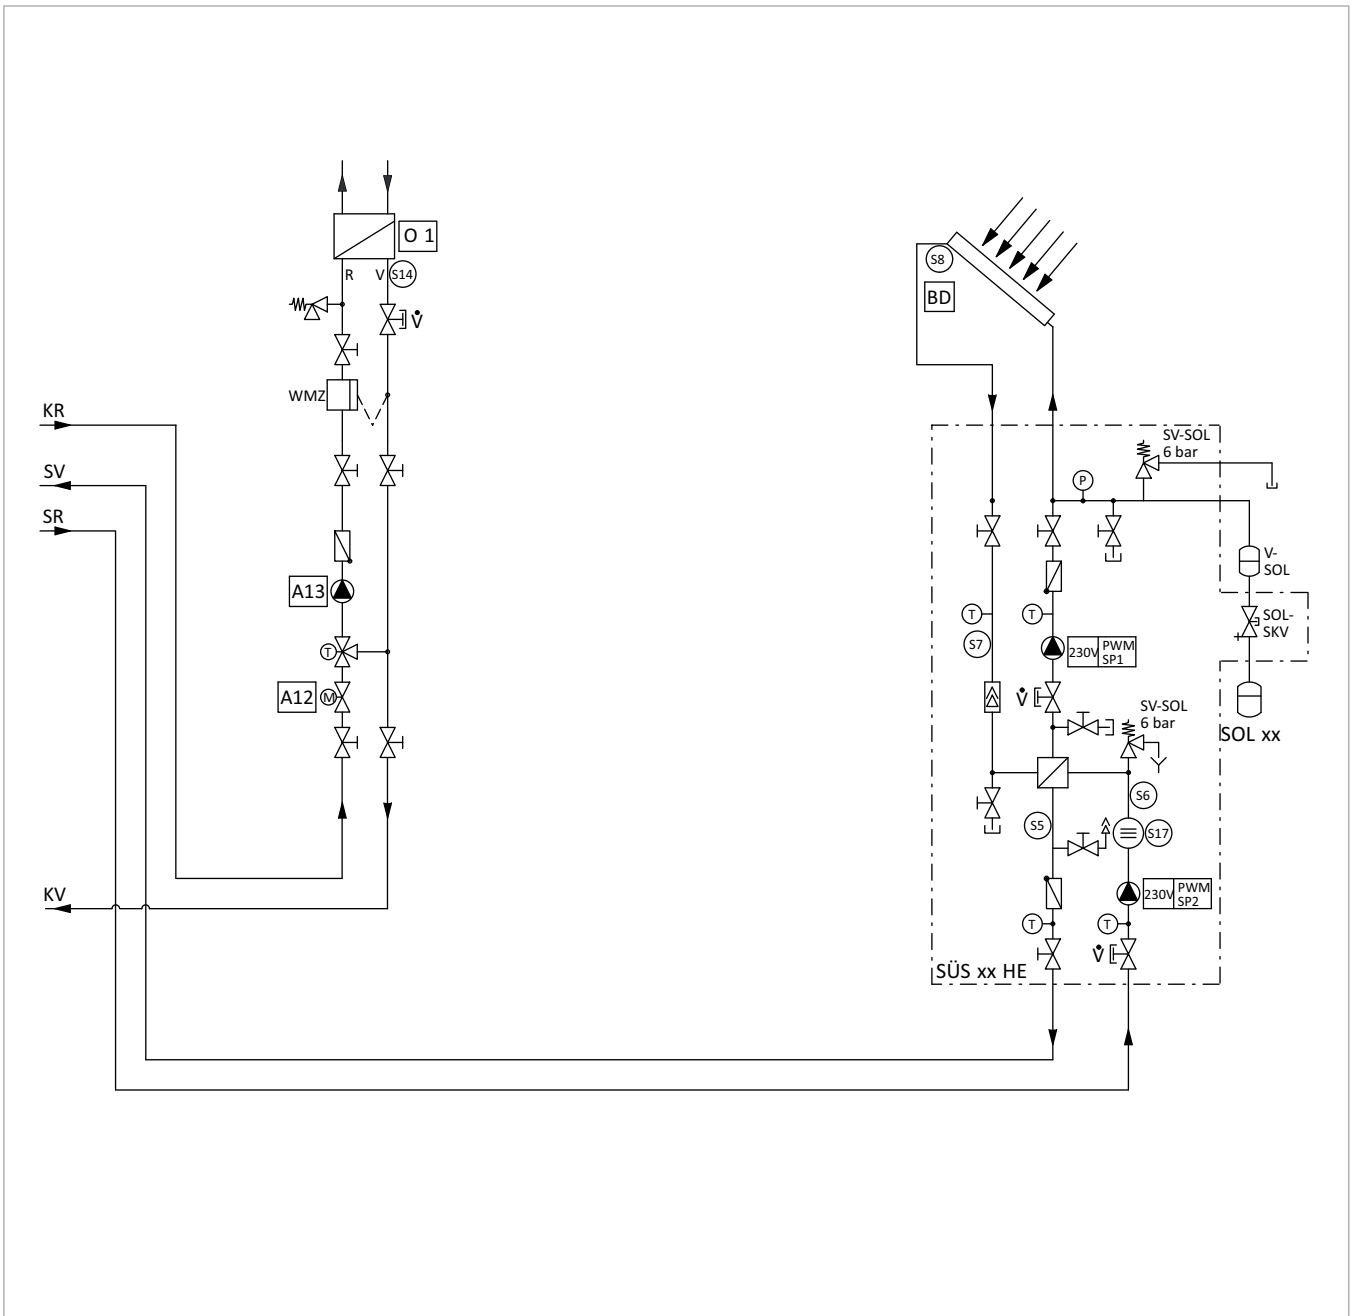 O 1
R
V
S14
V̇
WMZ
KR
SV
SR
A13
T
A12
M
KV
S8
BD
SV-SOL
6 bar
P
V-
SOL
SOL-
SKV
T
T
S7
230V
PWM
SP1
V̇
SV-SOL
6 bar
SOL xx
S6
S5
S17
230V
PWM
SP2
T
T
V̇
SÜS xx HE